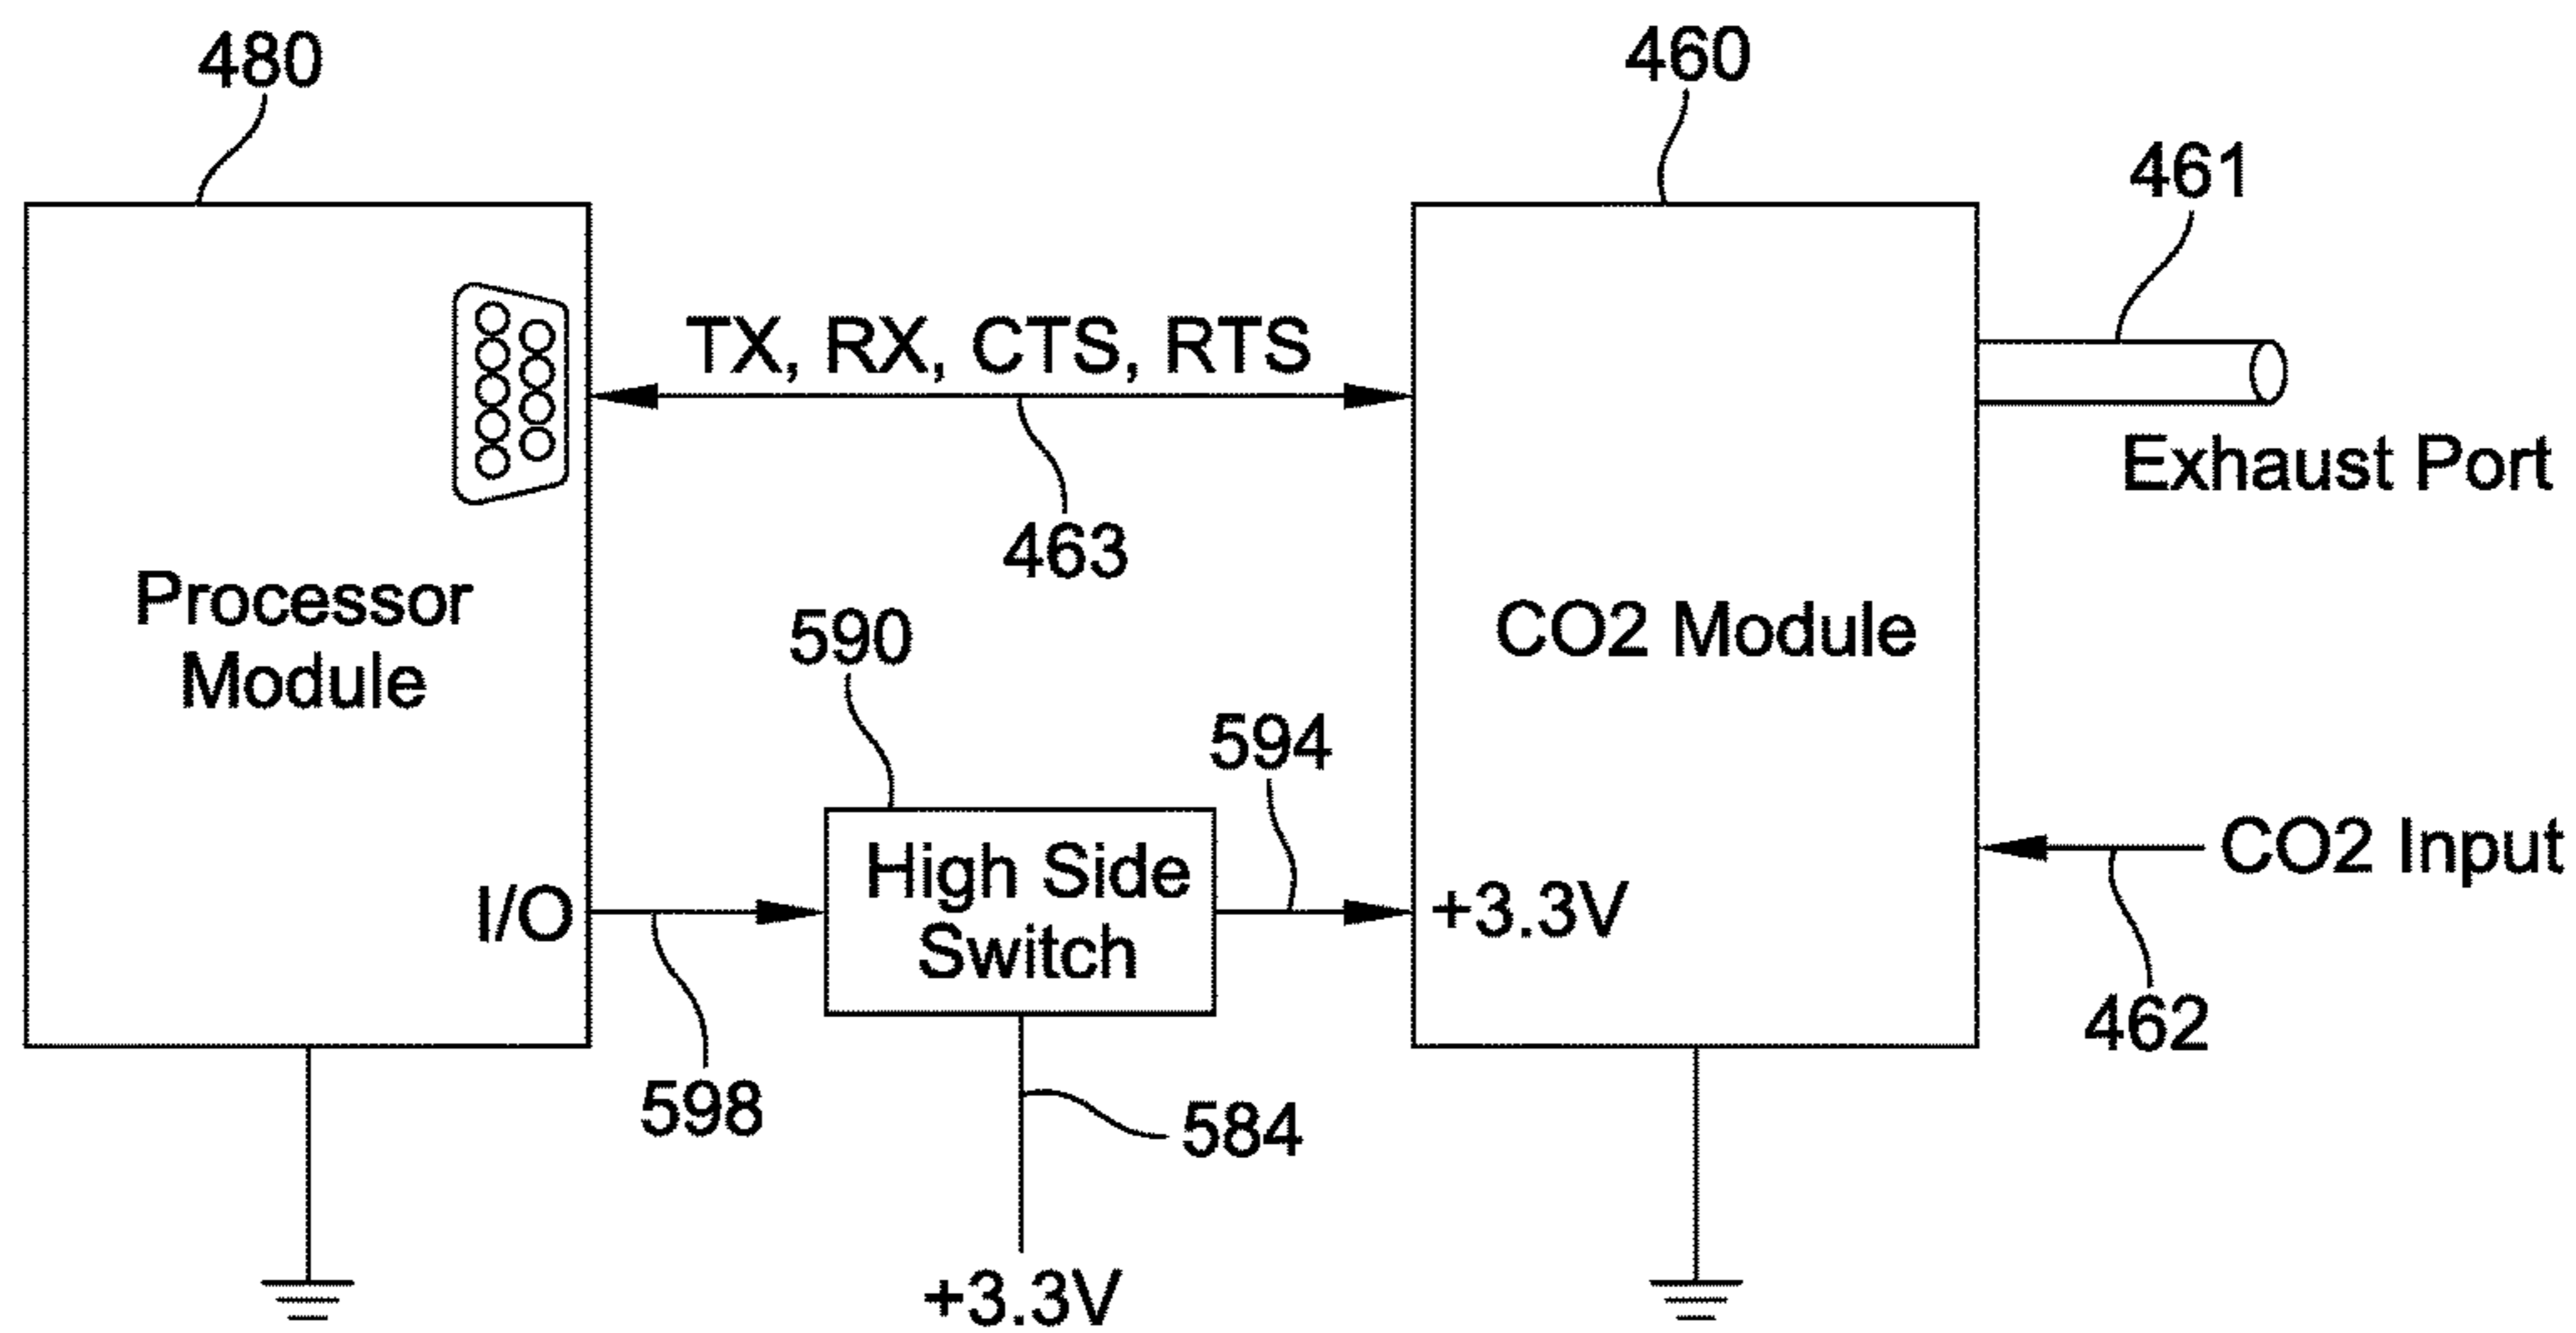 480
460
461
TX, RX, CTS, RTS
Exhaust Port
463
Processor
Module
590
CO2 Module
594
CO2 Input
High Side
Switch
I/O
+3.3V
462
598
584
+3.3V